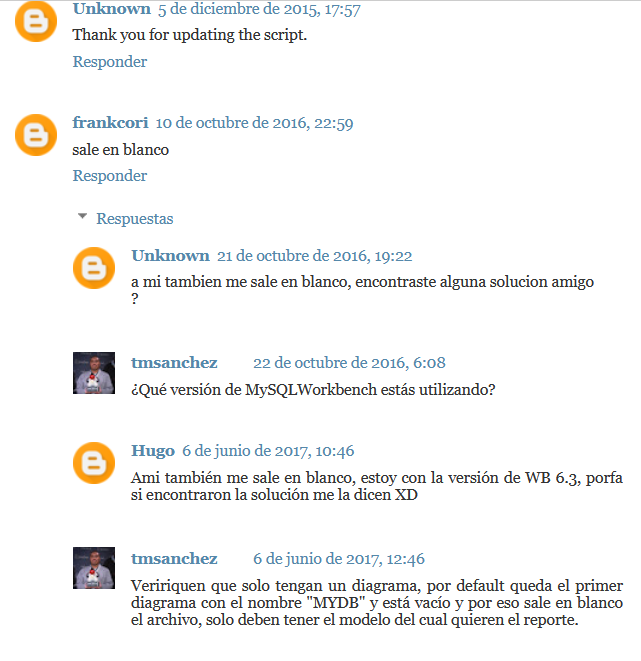 Unknown 5 de diciembre de 2015, 17:57
Thank you for updating the script.
Responder
frankcori 10 de octubre de 2016, 22:59
sale en blanco
Responder
Respuestas
Unknown 21 de octubre de 2016, 19:22
a mi tambien me sale en blanco, encontraste alguna solucion amigo
?
tmsanchez 22 de octubre de 2016, 6:08
¿Qué versión de MySQLWorkbench estás utilizando?
Hugo 6 de junio de 2017, 10:46
Ami también me sale en blanco, estoy con la versión de WB 6.3, porfa
si encontraron la solución me la dicen XD
tmsanchez 6 de junio de 2017, 12:46
Veririquen que solo tengan un diagrama, por default queda el primer
diagrama con el nombre "MYDB" y está vacío y por eso sale en blanco
el archivo, solo deben tener el modelo del cual quieren el reporte.